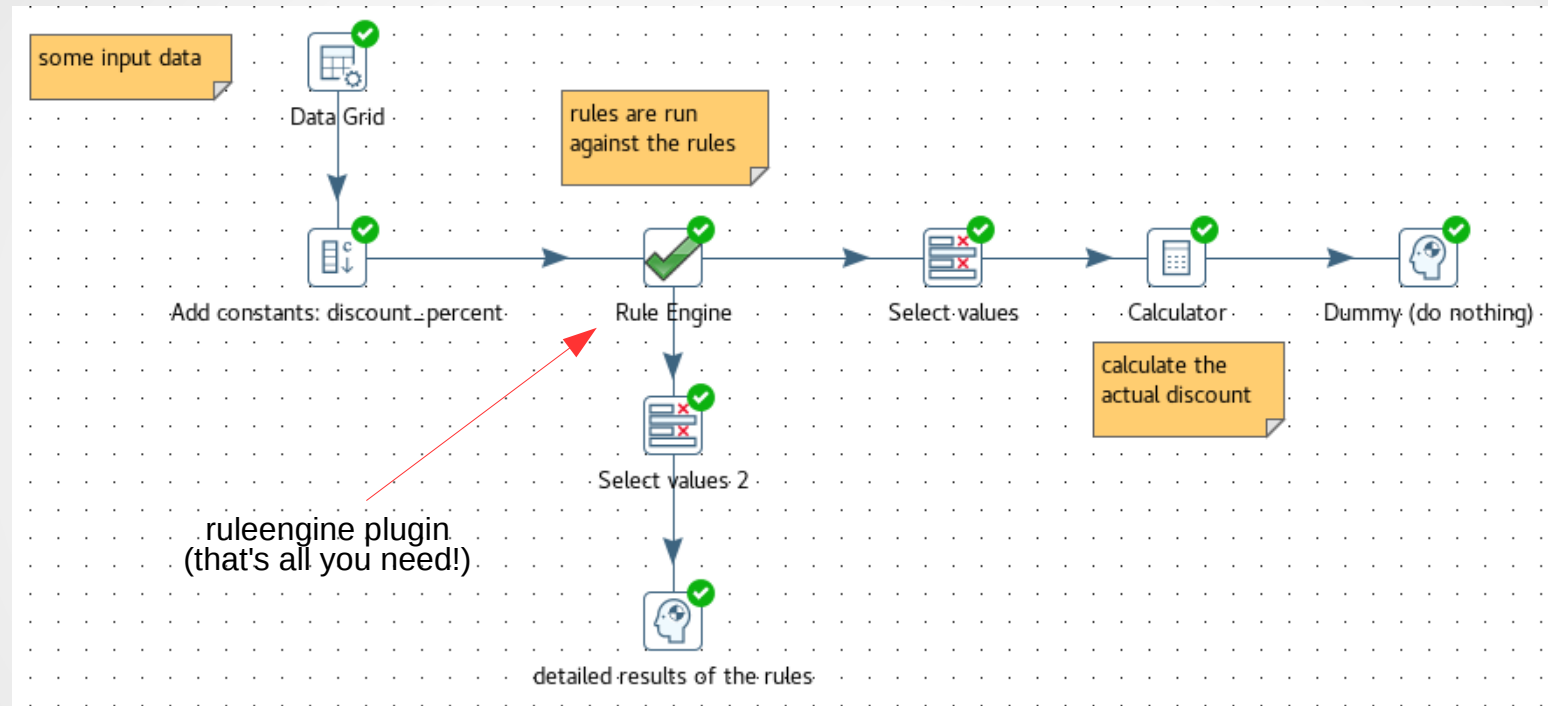 some input data
Data Grid
rules are run
against the rules
Add constants: discount_percent
Rule Engine
Select values
Calculator
Dummy (do nothing)
calculate the
actual discount
Select values 2
ruleengine plugin
(that's all you need!)
detailed results of the rules